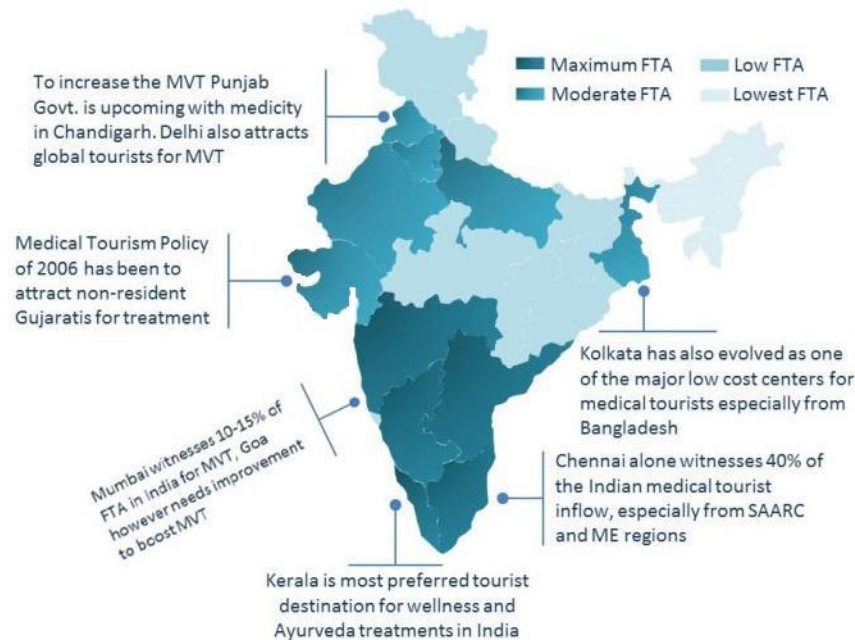 Maximum FTA
Low FTA
Moderate FTA
Lowest FTA
To increase the MVT Punjab
Govt. is upcoming with medicity
in Chandigarh. Delhi also attracts
global tourists for MVT
Medical Tourism Policy
of 2006 has been to
attract non-resident
Gujaratis for treatment
Kolkata has also evolved as one
of the major low cost centers for
medical tourists especially from
Bangladesh
Mumbai witnesses 10-15% of
FTA in India for MVT, Goa
however needs improvement
to boost MVT
Chennai alone witnesses 40% of
the Indian medical tourist
inflow, especially from SAARC
and ME regions
Kerala is most preferred tourist
destination for wellness and
Ayurveda treatments in India